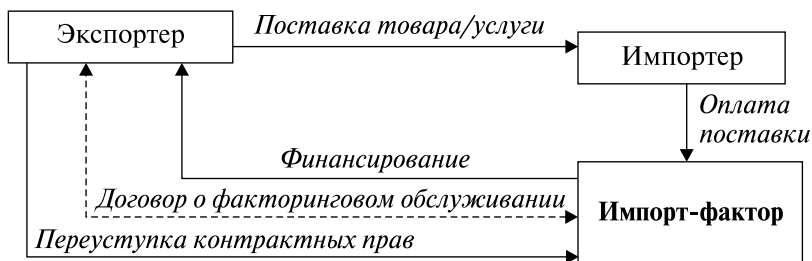 Экспортер
Поставка товара/услуги
Импортер
Оплата
поставки
Финансирование
Договор о факторинговом обслуживании
Импорт-фактор
Переуступка контрактных прав